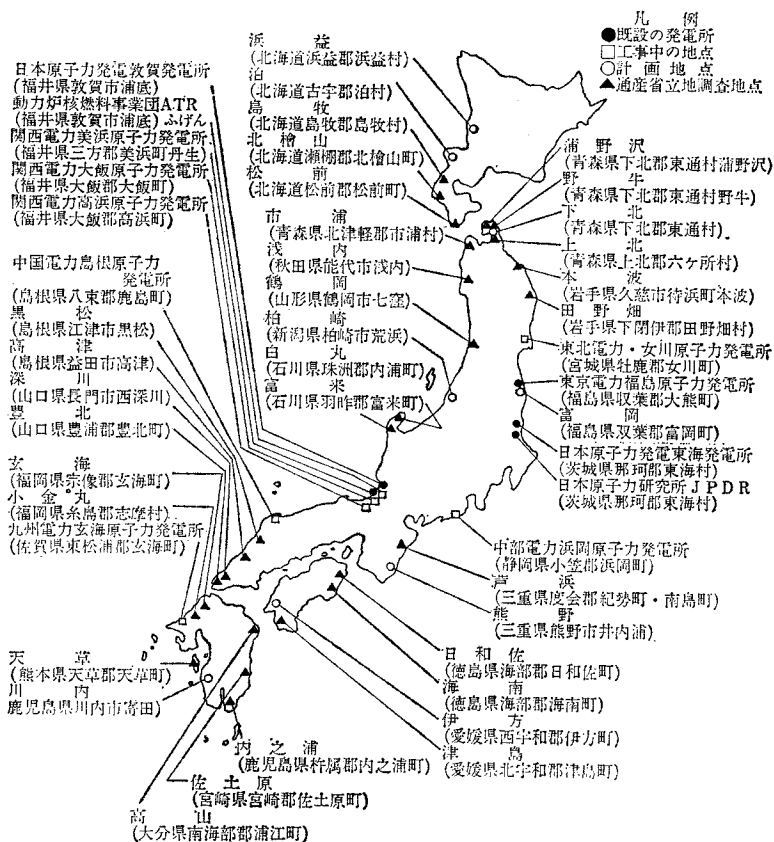 凡例
●既設の発電所
□工事中の地点
○計画地点
▲通産省立地調査地点
日本原子力発電敦賀発電所
(福井県敦賀市浦底)
動力炉核燃料事業団ATR
(福井県敦賀市浦底)ふげん
関西電力美浜原子力発電所
(福井県三方郡美浜町丹生)
関西電力大飯原子力発電所
(福井県大飯郡大飯町)
関西電力高浜原子力発電所
(福井県大飯郡高浜町)
中国電力島根原子力
発電所
(島根県八束郡鹿島町)
黒松
(島根県江津市黒松)
高津
(島根県益田市高津)
深川
(山口県長門市西深川)
豊北
(山口県豊浦郡豊北町)
玄海
(福岡県宗像郡玄海町)
小金丸
(福岡県糸島郡志摩村)
九州電力玄海原子力発電所
(佐賀県東松浦郡玄海町)
天草
(熊本県天草郡天草町)
川内
鹿児島県川内市寄田)
浜益
(北海道浜益郡浜益村)
泊
(北海道古宇郡泊村)
島牧
(北海道島牧郡島牧村)
北檜山
(北海道瀬棚郡北檜山町)
松前
(北海道松前郡松前町)
市浦
(青森県北津軽郡市浦村)
浅内
(秋田県能代市浅内)
鶴岡
(山形県鶴岡市七窪)
柏崎
(新潟県柏崎市荒浜)
白丸
(石川県珠洲郡内浦町)
富来
(石川県羽咋郡富来町)
蒲野沢
(青森県下北郡東通村蒲野沢)
野牛
(青森県下北郡東通村野牛)
下北
(青森県下北郡東通村)
上北
(青森県上北郡六ヶ所村)
本波
(岩手県久慈市侍浜町本波)
田野畑
(岩手県下閉伊郡田野畑村)
東北電力・女川原子力発電所
(宮城県牡鹿郡女川町)
東京電力福島原子力発電所
(福島県双葉郡大熊町)
富岡
(福島県双葉郡富岡町)
日本原子力発電東海発電所
(茨城県那珂郡東海村)
日本原子力研究所JPDR
(茨城県那珂郡東海村)
中部電力浜岡原子力発電所
(静岡県小笠郡浜岡町)
芦浜
(三重県度会郡紀勢町・南島町)
熊野
(三重県熊野市井内浦)
日和佐
(徳島県海部郡日和佐町)
海南
(徳島県海部郡海南町)
伊方
(愛媛県西宇和郡伊方町)
津島
(愛媛県北宇和郡津島町)
内之浦
(鹿児島県肝属郡内之浦町)
佐土原
(宮崎県宮崎郡佐土原町)
高山
(大分県南海部郡蒲江町)